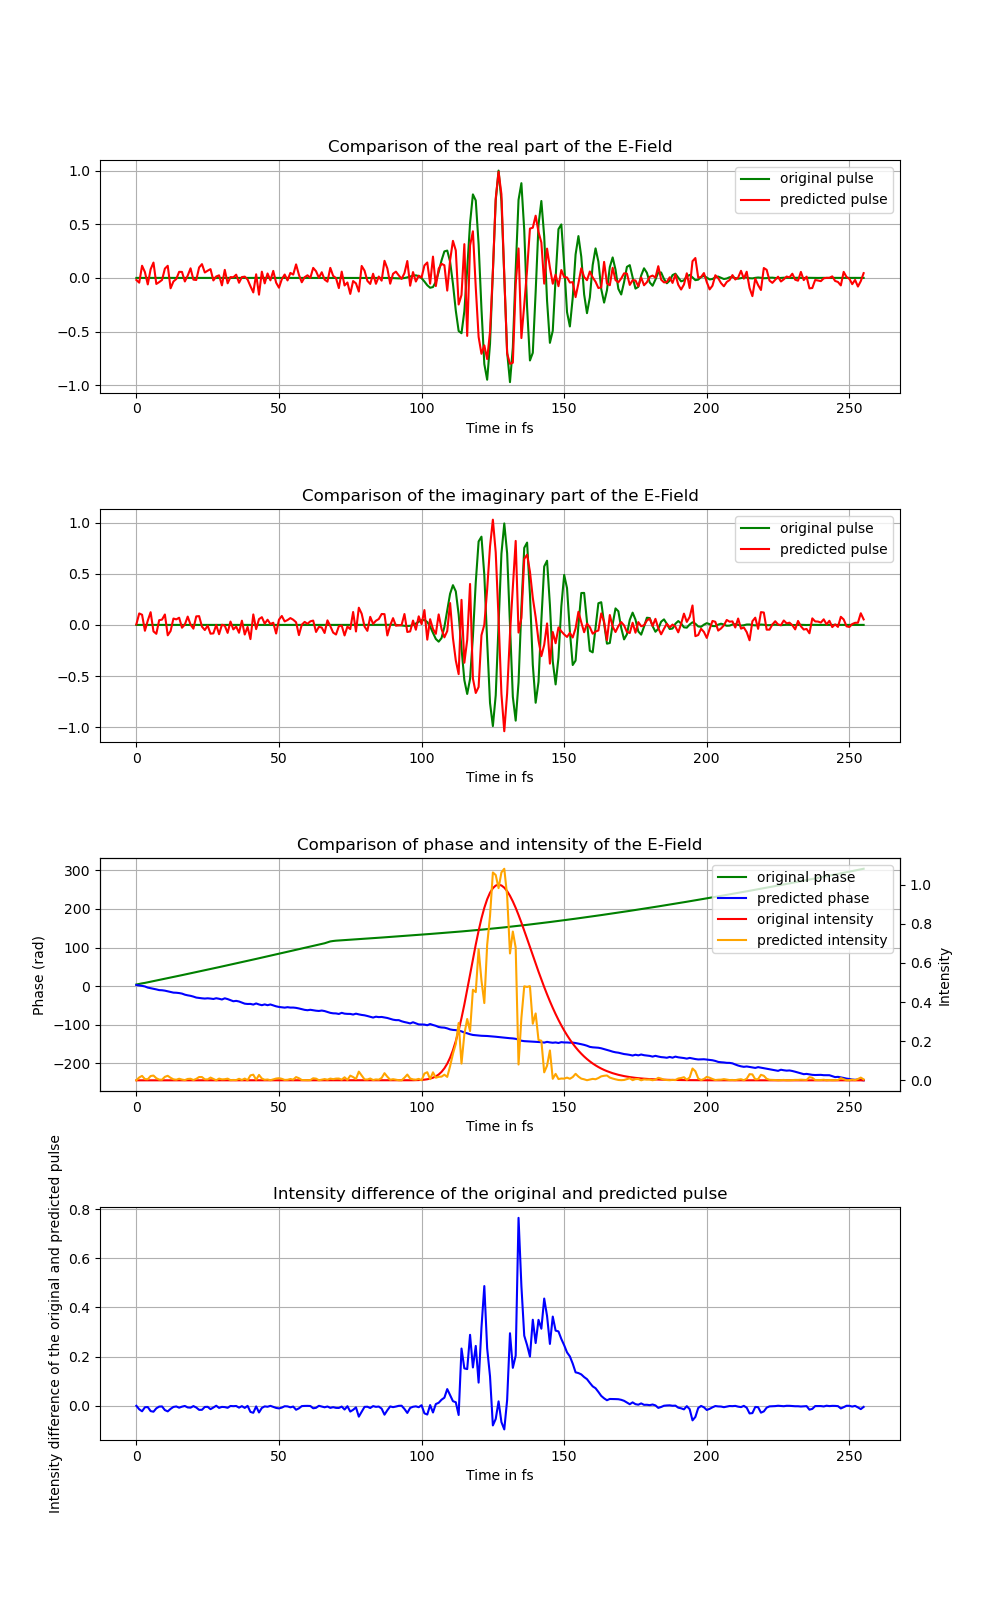 Comparison of the real part of the E-Field
1.0
0.5
0.0
−0.5
−1.0
original pulse
predicted pulse
0 50 100 150 200 250
Time in fs
Comparison of the imaginary part of the E-Field
1.0
0.5
0.0
−0.5
−1.0
original pulse
predicted pulse
0 50 100 150 200 250
Time in fs
Comparison of phase and intensity of the E-Field
Phase (rad)
300
200
100
0
−100
−200
original phase
predicted phase
original intensity
predicted intensity
1.0
0.8
0.6
0.4
0.2
0.0
Intensity
0 50 100 150 200 250
Time in fs
Intensity difference of the original and predicted pulse
Intensity difference of the original and predicted pulse
0.8
0.6
0.4
0.2
0.0
0 50 100 150 200 250
Time in fs